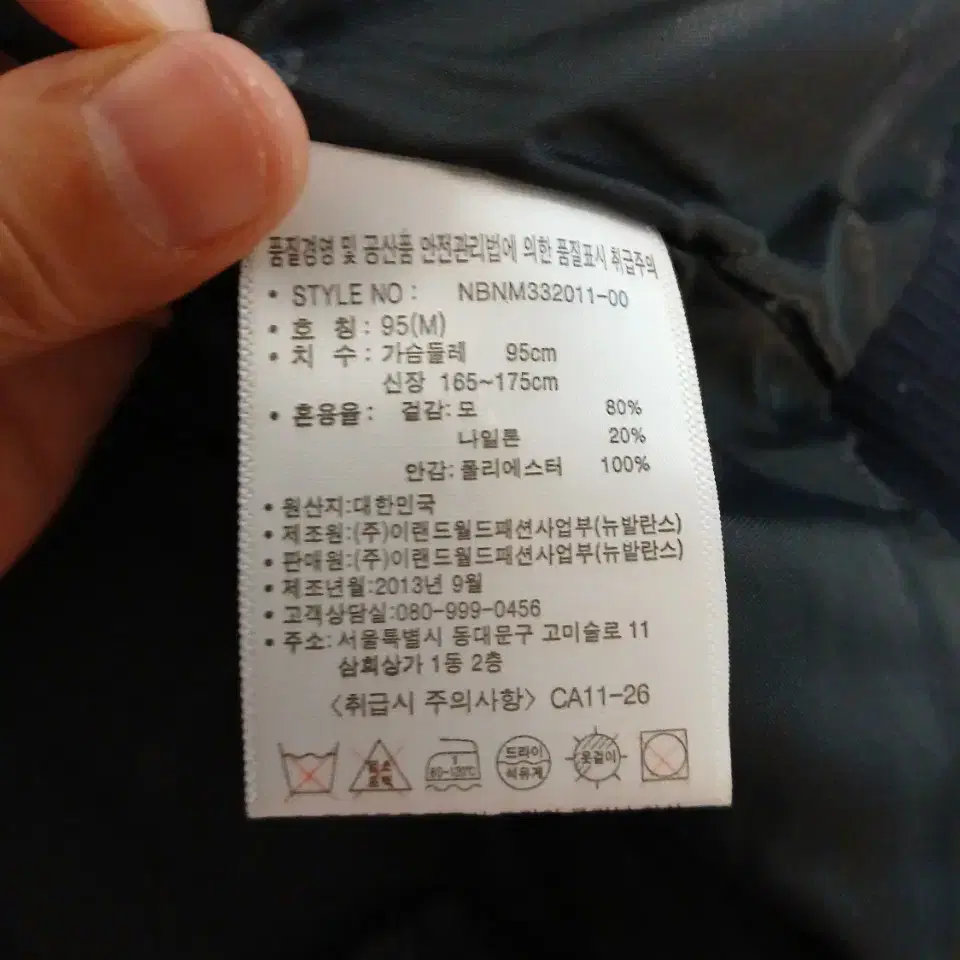 품질경영 및 공산품 안전관리법에 의한 품질표시 취급주의
• STYLE NO : NBNM332011-00
• 호 칭 : 95(M)
• 치 수 : 가슴둘레 95cm
신장 165~175cm
• 혼용율 : 겉감: 모 80%
나일론 20%
안감: 폴리에스터 100%
• 원산지:대한민국
• 제조원:(주)이랜드월드패션사업부(뉴발란스)
• 판매원:(주)이랜드월드패션사업부(뉴발란스)
• 제조년월:2013년 9월
• 고객상담실:080-999-0456
• 주소: 서울특별시 동대문구 고미술로 11
삼희상가 1동 2층
<취급시 주의사항> CA11-26
염소 표백 80~120℃ 드라이 석유계 옷걸이